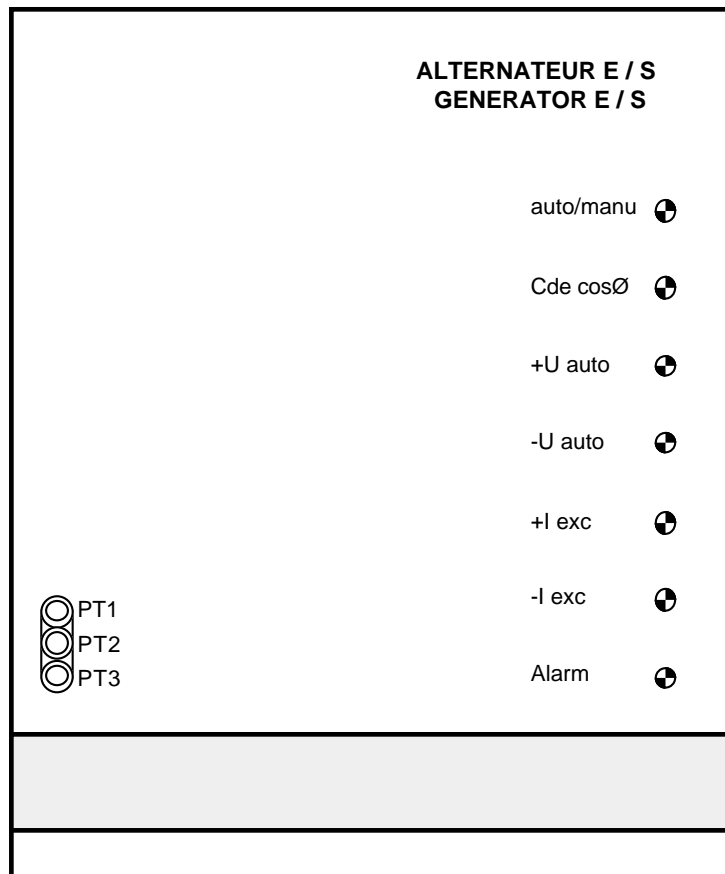 ALTERNATEUR E / S
GENERATOR E / S
auto/manu
Cde cosØ
+U auto
-U auto
+I exc
-I exc
Alarm
PT1
PT2
PT3